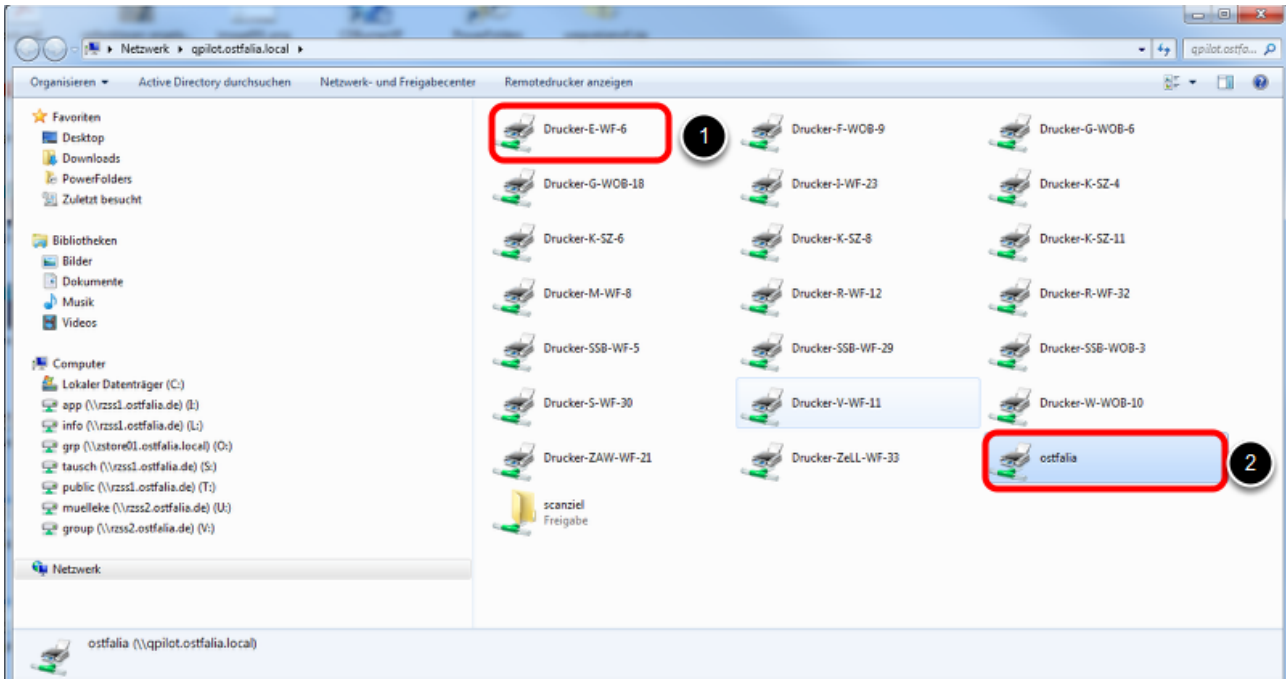 Netzwerk qpilot.ostfalia.local
qpilot.ostfa...
Organisieren Active Directory durchsuchen Netzwerk- und Freigabecenter Remotedrucker anzeigen
Favoriten
Desktop
Downloads
PowerFolders
Zuletzt besucht
Bibliotheken
Bilder
Dokumente
Musik
Videos
Computer
Lokaler Datenträger (C:)
app (\\rzss1.ostfalia.de) (I:)
info (\\rzss1.ostfalia.de) (L:)
grp (\\zstore01.ostfalia.local) (O:)
tausch (\\rzss1.ostfalia.de) (S:)
public (\\rzss1.ostfalia.de) (T:)
muelleke (\\rzss2.ostfalia.de) (U:)
group (\\rzss2.ostfalia.de) (V:)
Netzwerk
Drucker-E-WF-6 1 Drucker-F-WOB-9 Drucker-G-WOB-6
Drucker-G-WOB-18 Drucker-I-WF-23 Drucker-K-SZ-4
Drucker-K-SZ-6 Drucker-K-SZ-8 Drucker-K-SZ-11
Drucker-M-WF-8 Drucker-R-WF-12 Drucker-R-WF-32
Drucker-SSB-WF-5 Drucker-SSB-WF-29 Drucker-SSB-WOB-3
Drucker-S-WF-30 Drucker-V-WF-11 Drucker-W-WOB-10
Drucker-ZAW-WF-21 Drucker-ZeLL-WF-33 ostfalia 2
scanziel
Freigabe
ostfalia (\\qpilot.ostfalia.local)